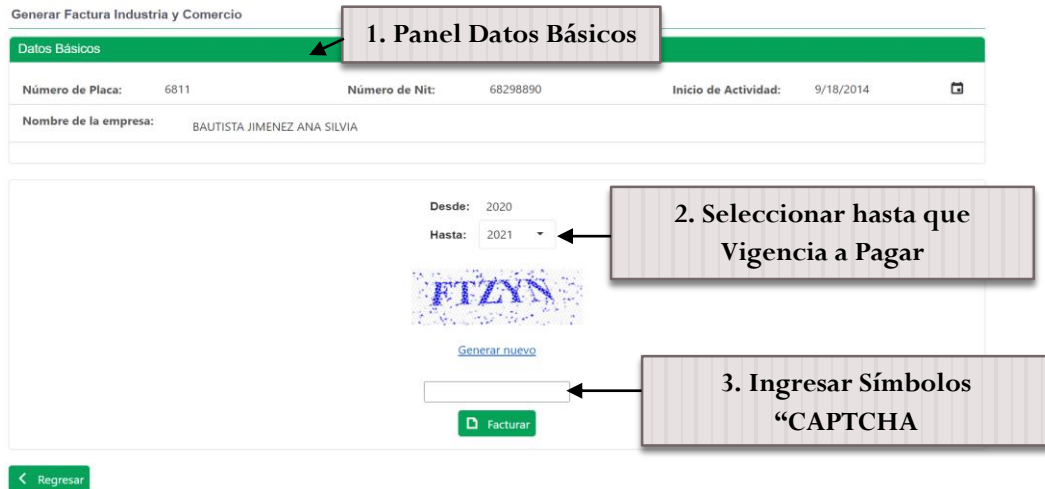 Generar Factura Industria y Comercio
1. Panel Datos Básicos
Datos Básicos
Número de Placa: 6811 Número de Nit: 68298890 Inicio de Actividad: 9/18/2014
Nombre de la empresa: BAUTISTA JIMENEZ ANA SILVIA
Desde: 2020
Hasta: 2021
2. Seleccionar hasta que
Vigencia a Pagar
FTZYN
Generar nuevo
3. Ingresar Símbolos
“CAPTCHA
Facturar
Regresar